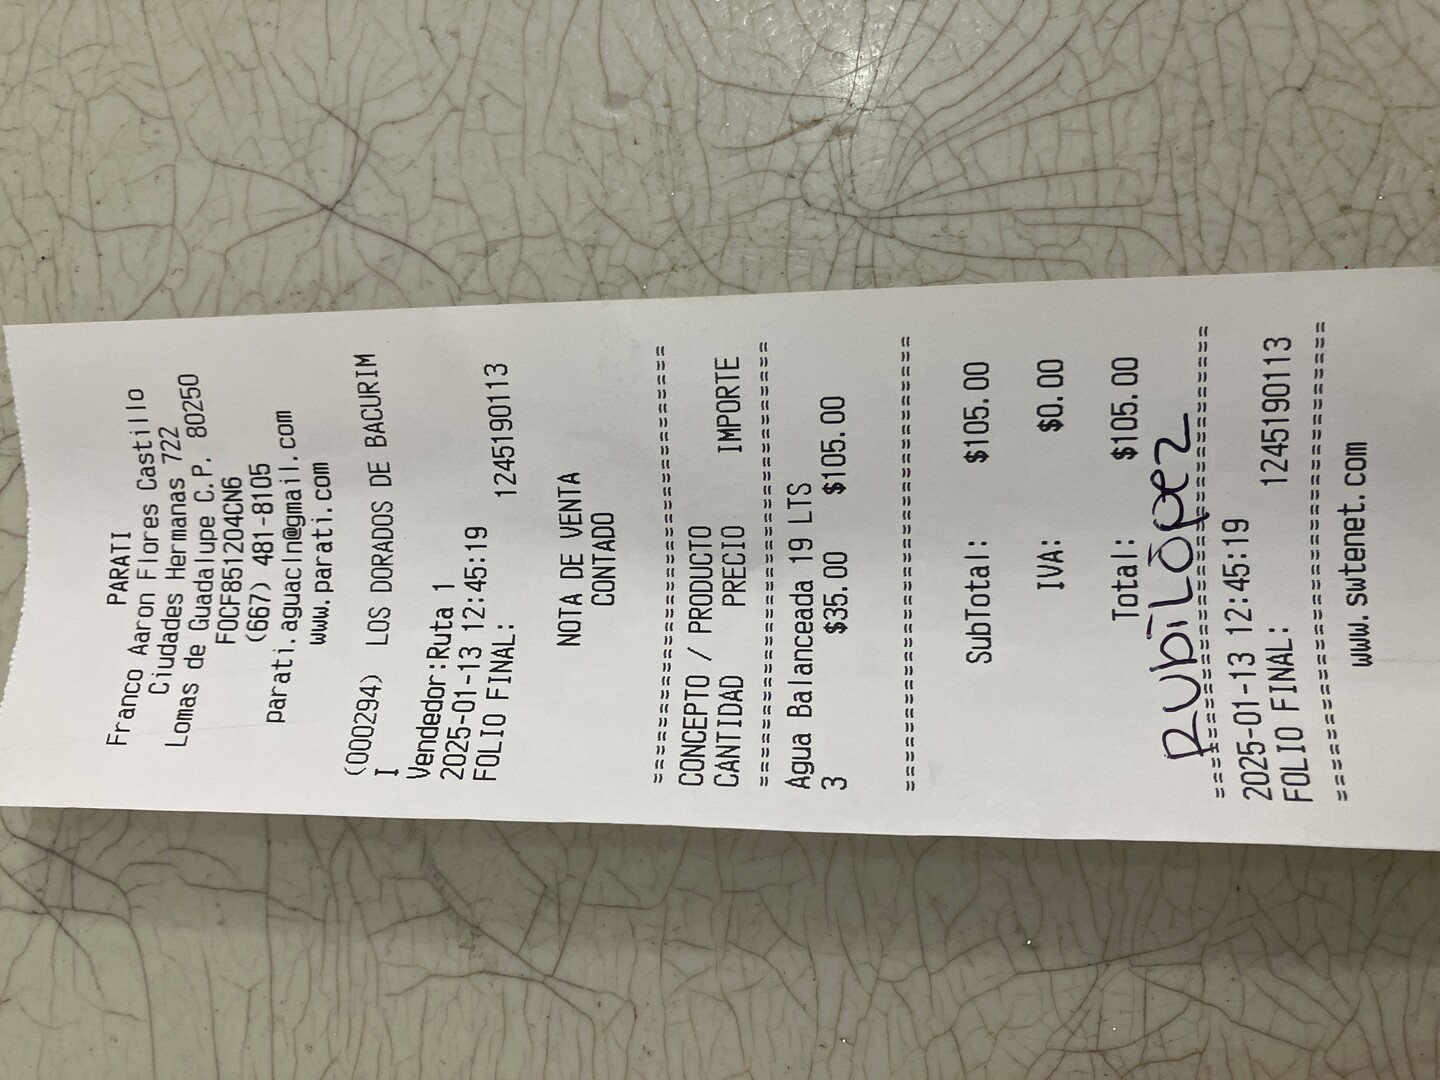 PARATI
Franco Aaron Flores Castillo
Ciudades Hermanas 722
Lomas de Guadalupe C.P. 80250
FOCF851204CN6
(667) 481-8105
parati.aguacln@gmail.com
www.parati.com
(000294) LOS DORADOS DE BACURIM
I
Vendedor:Ruta 1
2025-01-13 12:45:19
FOLIO FINAL: 1245190113
NOTA DE VENTA
CONTADO
==========================================
CONCEPTO / PRODUCTO
CANTIDAD PRECIO IMPORTE
==========================================
Agua Balanceada 19 LTS
3 $35.00 $105.00
==========================================
SubTotal: $105.00
IVA: $0.00
Total: $105.00
Rubi López
==========================================
2025-01-13 12:45:19
FOLIO FINAL: 1245190113
==========================================
www.swtenet.com